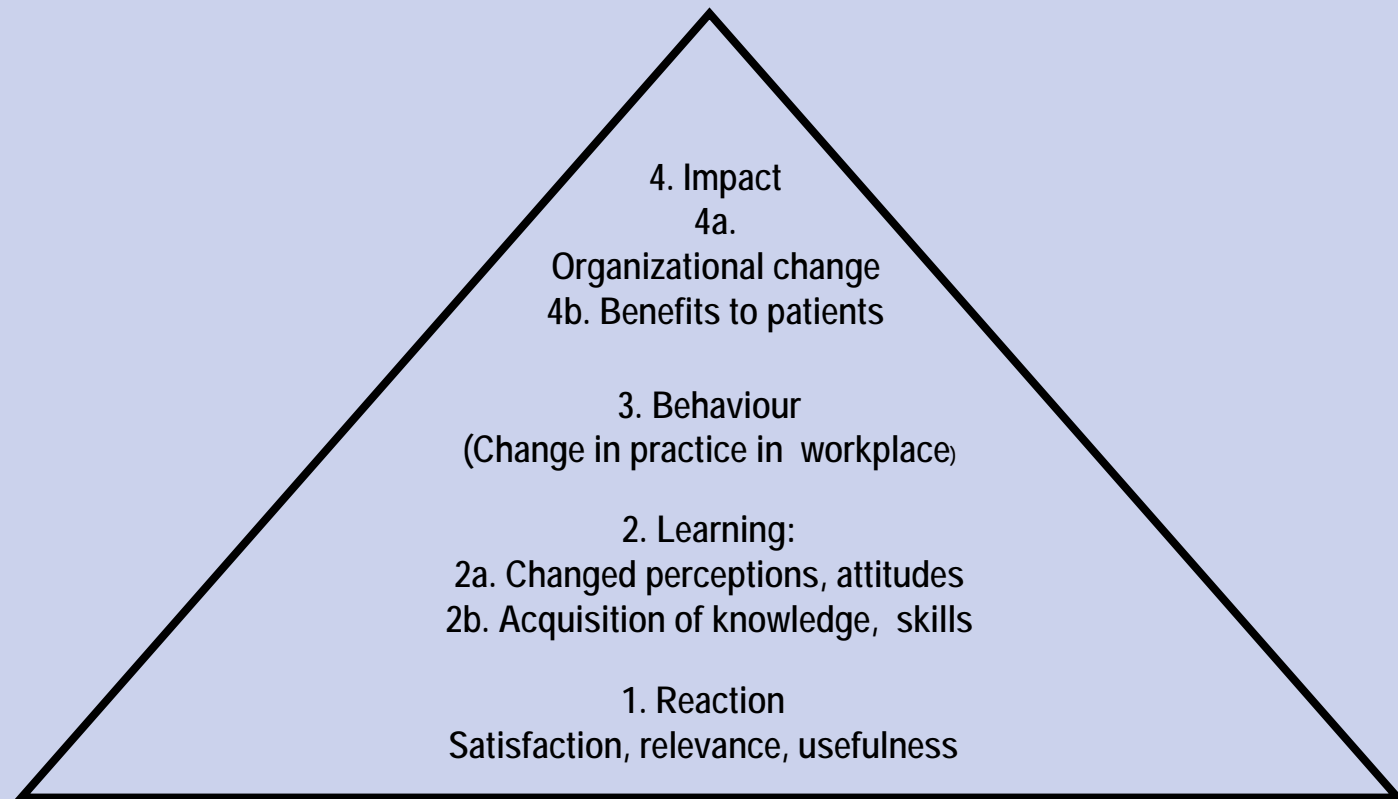 4. Impact
4a.
Organizational change
4b. Benefits to patients
3. Behaviour
(Change in practice in  workplace)
2. Learning:
2a. Changed perceptions, attitudes
2b. Acquisition of knowledge,  skills
1. Reaction
Satisfaction, relevance, usefulness